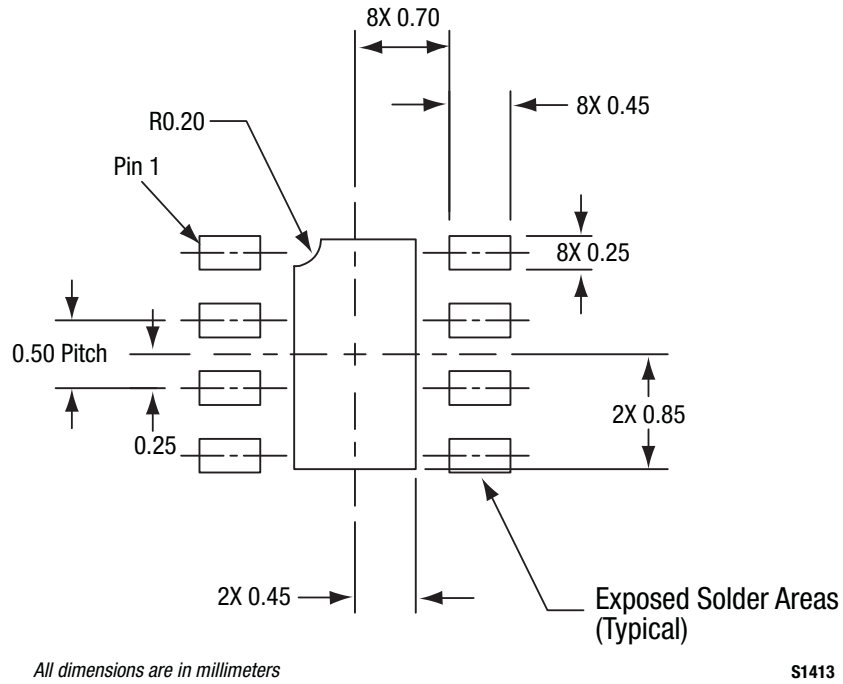 8X 0.70
8X 0.45
R0.20
Pin 1
8X 0.25
0.50 Pitch
2X 0.85
0.25
2X 0.45
Exposed Solder Areas
(Typical)
All dimensions are in millimeters
S1413